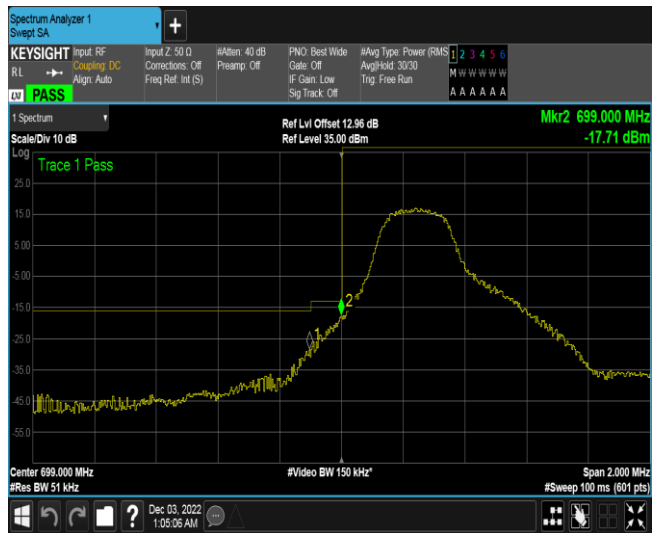 Spectrum Analyzer 1
Swept SA
KEYSIGHT
RL
LXI PASS
Input: RF
Coupling: DC
Align: Auto
Input Z: 50 Ω
Corrections: Off
Freq Ref: Int (S)
#Atten: 40 dB
Preamp: Off
PNO: Best Wide
Gate: Off
IF Gain: Low
Sig Track: Off
#Avg Type: Power (RMS
Avg|Hold: 30/30
Trig: Free Run
1 2 3 4 5 6
M W W W W W
A A A A A A
1 Spectrum
Scale/Div 10 dB
Ref Lvl Offset 12.96 dB
Ref Level 35.00 dBm
Mkr2 699.000 MHz
-17.71 dBm
Log
Trace 1 Pass
25.0
15.0
5.00
-5.00
-15.0
-25.0
-35.0
-45.0
-55.0
2
1
Center 699.000 MHz
#Res BW 51 kHz
#Video BW 150 kHz*
Span 2.000 MHz
#Sweep 100 ms (601 pts)
?
Dec 03, 2022
1:05:06 AM